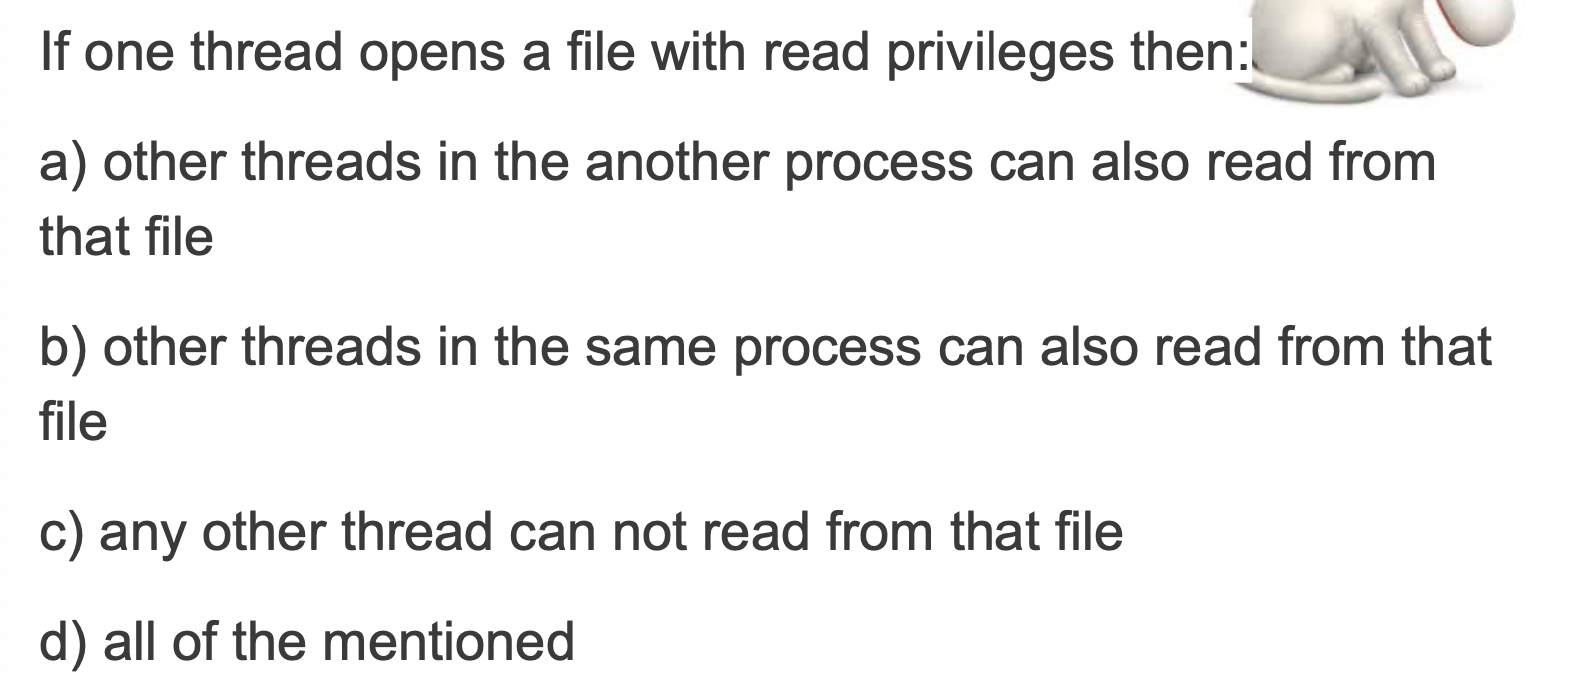 If one thread opens a file with read privileges then:
a) other threads in the another process can also read from
that file
b) other threads in the same process can also read from that
file
c) any other thread can not read from that file
d) all of the mentioned